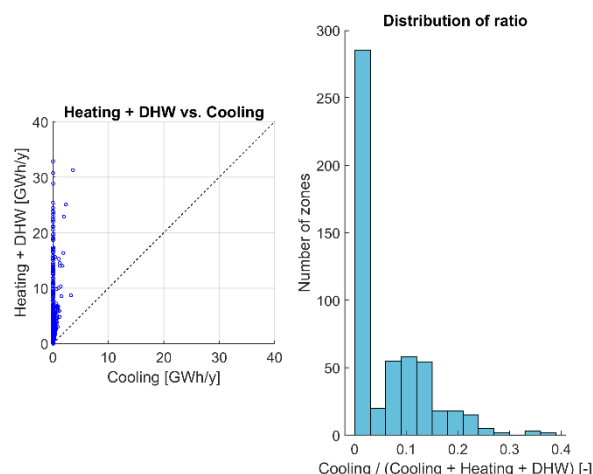 Heating + DHW vs. Cooling
40
30
20
10
0
0 10 20 30 40
Heating + DHW [GWh/y]
Cooling [GWh/y]
Distribution of ratio
300
250
200
150
100
50
0
0 0.1 0.2 0.3 0.4
Number of zones
Cooling / (Cooling + Heating + DHW) [-]